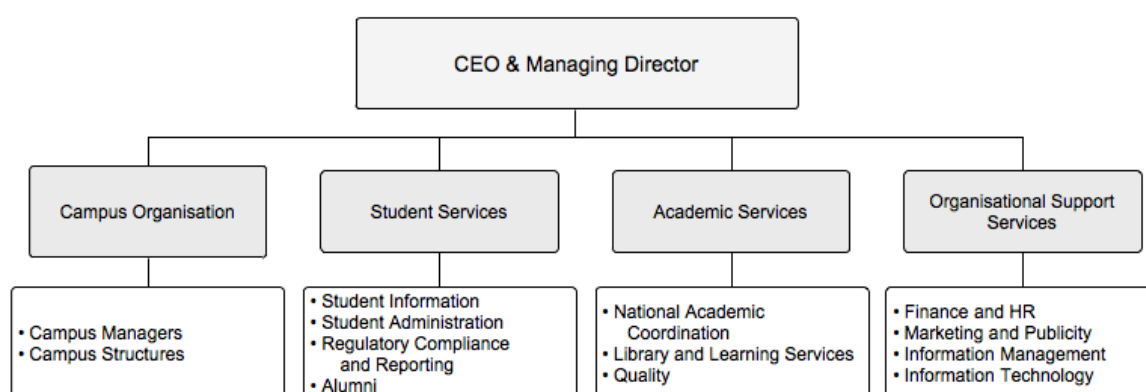 CEO & Managing Director
Campus Organisation
Student Services
Academic Services
Organisational Support
Services
• Campus Managers
• Campus Structures
• Student Information
• Student Administration
• Regulatory Compliance
and Reporting
• Alumni
• National Academic
Coordination
• Library and Learning Services
• Quality
• Finance and HR
• Marketing and Publicity
• Information Management
• Information Technology